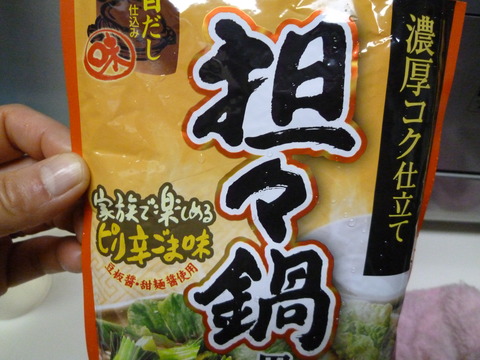 濃厚コク仕立て
旨だし
仕込み
味
担々鍋
家族で楽しめる
ピリ辛ごま味
豆板醤・甜麺醤使用